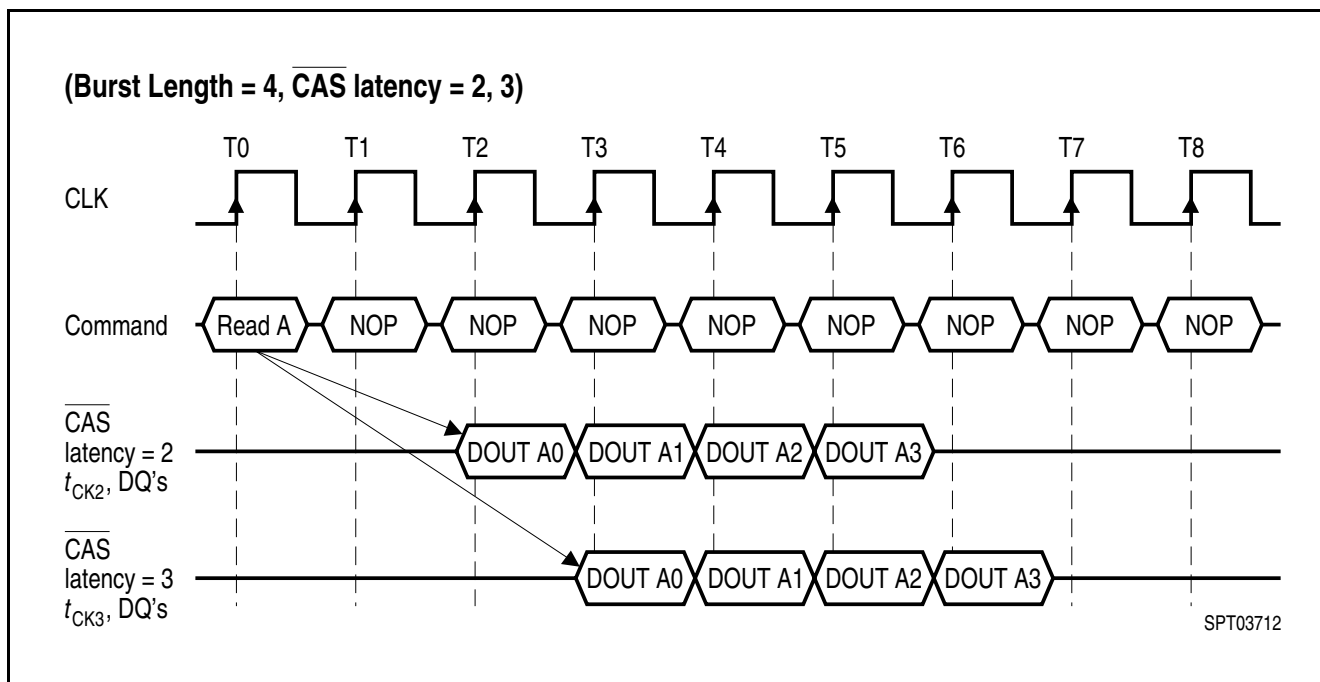 (Burst Length = 4, CAS latency = 2, 3)
T0 T1 T2 T3 T4 T5 T6 T7 T8
CLK
Command Read A NOP NOP NOP NOP NOP NOP NOP NOP
CAS
latency = 2
tCK2, DQ's
DOUT A0 DOUT A1 DOUT A2 DOUT A3
CAS
latency = 3
tCK3, DQ's
DOUT A0 DOUT A1 DOUT A2 DOUT A3
SPT03712